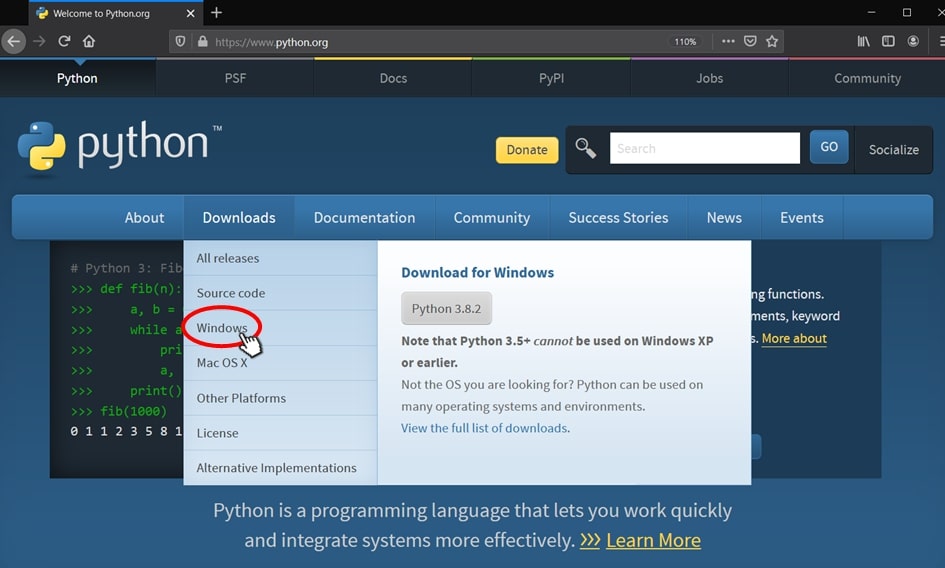 Welcome to Python.org
https://www.python.org
110%
Python
PSF
Docs
PyPI
Jobs
Community
python™
Donate
Search
GO
Socialize
About
Downloads
Documentation
Community
Success Stories
News
Events
# Python 3: Fib
>>> def fib(n):
>>> a, b =
>>> while a
>>> pri
>>> a,
>>> print()
>>> fib(1000)
0 1 1 2 3 5 8 1
All releases
Source code
Windows
Mac OS X
Other Platforms
License
Alternative Implementations
Download for Windows
Python 3.8.2
Note that Python 3.5+ cannot be used on Windows XP
or earlier.
Not the OS you are looking for? Python can be used on
many operating systems and environments.
View the full list of downloads.
ng functions.
ments, keyword
s. More about
Python is a programming language that lets you work quickly
and integrate systems more effectively. >>> Learn More